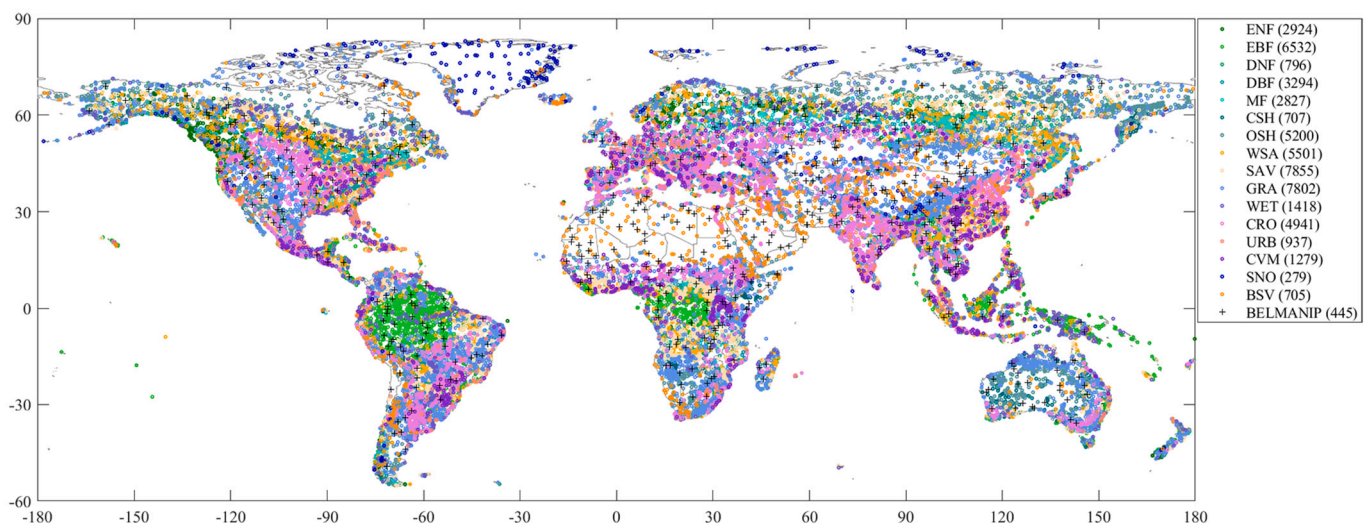 90
60
30
0
-30
-60
-180
-150
-120
-90
-60
-30
0
30
60
90
120
150
180
ENF (2924)
EBF (6532)
DNF (796)
DBF (3294)
MF (2827)
CSH (707)
OSH (5200)
WSA (5501)
SAV (7855)
GRA (7802)
WET (1418)
CRO (4941)
URB (937)
CVM (1279)
SNO (279)
BSV (705)
BELMANIP (445)